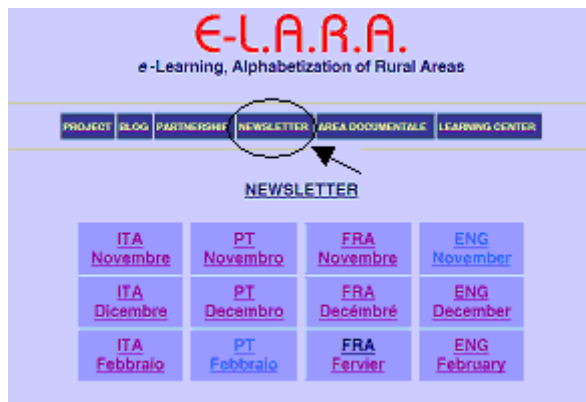 E-L.A.R.A.
e-Learning, Alphabetization of Rural Areas
PROJECT BLOG PARTNERSHIP NEWSLETTER AREA DOCUMENTALE LEARNING CENTER
NEWSLETTER
ITA PT FRA ENG
Novembre Novembro Novembre November
ITA PT FRA ENG
Dicembre Decembro Decémbré December
ITA PT FRA ENG
Febbraio Febbraio Fervier February